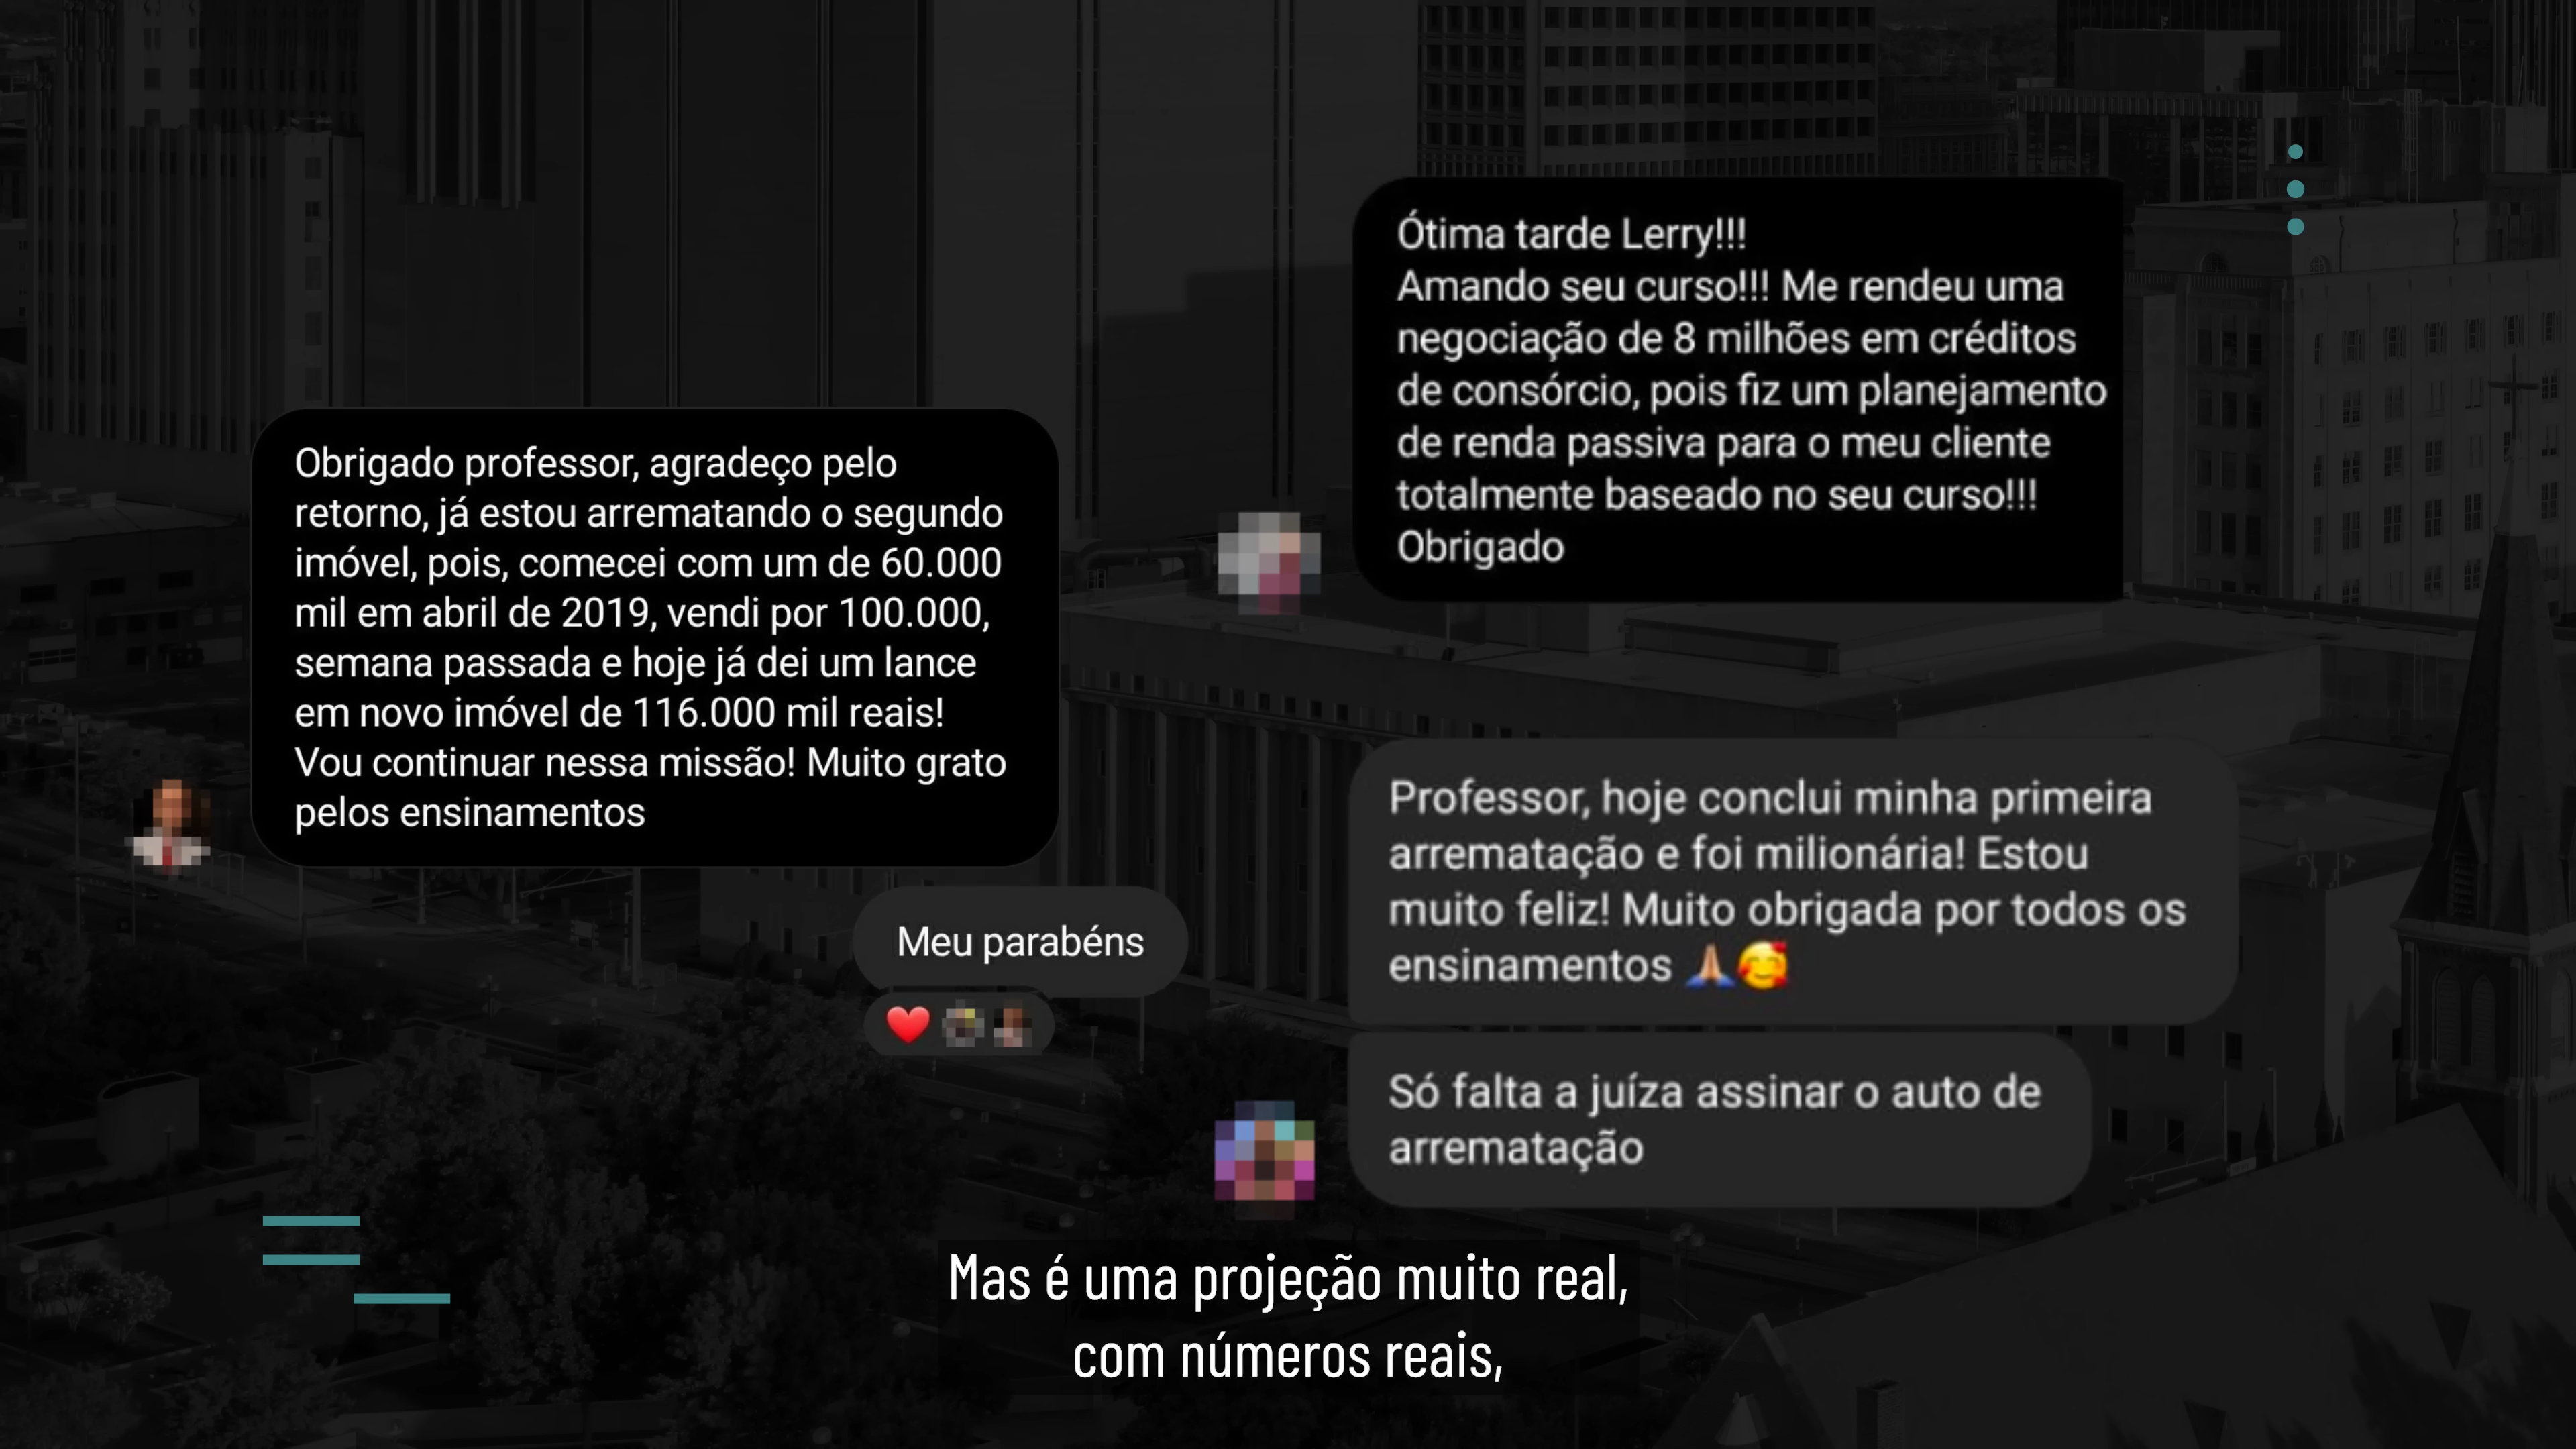 Obrigado professor, agradeço pelo
retorno, já estou arrematando o segundo
imóvel, pois, comecei com um de 60.000
mil em abril de 2019, vendi por 100.000,
semana passada e hoje já dei um lance
em novo imóvel de 116.000 mil reais!
Vou continuar nessa missão! Muito grato
pelos ensinamentos
Meu parabéns
❤️
Ótima tarde Lerry!!!
Amando seu curso!!! Me rendeu uma
negociação de 8 milhões em créditos
de consórcio, pois fiz um planejamento
de renda passiva para o meu cliente
totalmente baseado no seu curso!!!
Obrigado
Professor, hoje conclui minha primeira
arrematação e foi milionária! Estou
muito feliz! Muito obrigada por todos os
ensinamentos 🙏🏼🥰
Só falta a juíza assinar o auto de
arrematação
Mas é uma projeção muito real,
com números reais,